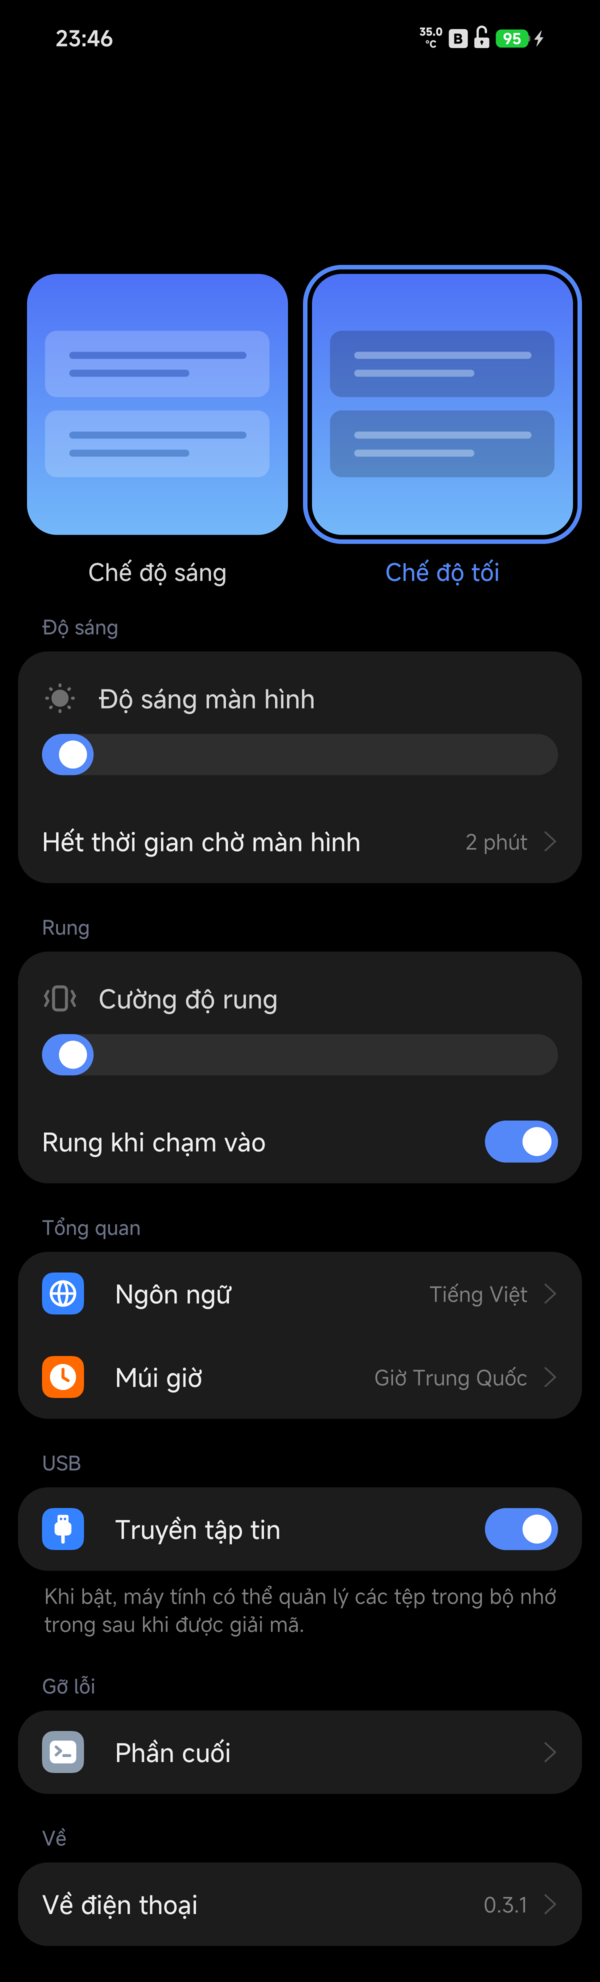 23:46
35.0
°C
B
95
Chế độ sáng
Chế độ tối
Độ sáng
Độ sáng màn hình
Hết thời gian chờ màn hình
2 phút
Rung
Cường độ rung
Rung khi chạm vào
Tổng quan
Ngôn ngữ
Tiếng Việt
Múi giờ
Giờ Trung Quốc
USB
Truyền tập tin
Khi bật, máy tính có thể quản lý các tệp trong bộ nhớ
trong sau khi được giải mã.
Gỡ lỗi
Phần cuối
Về
Về điện thoại
0.3.1